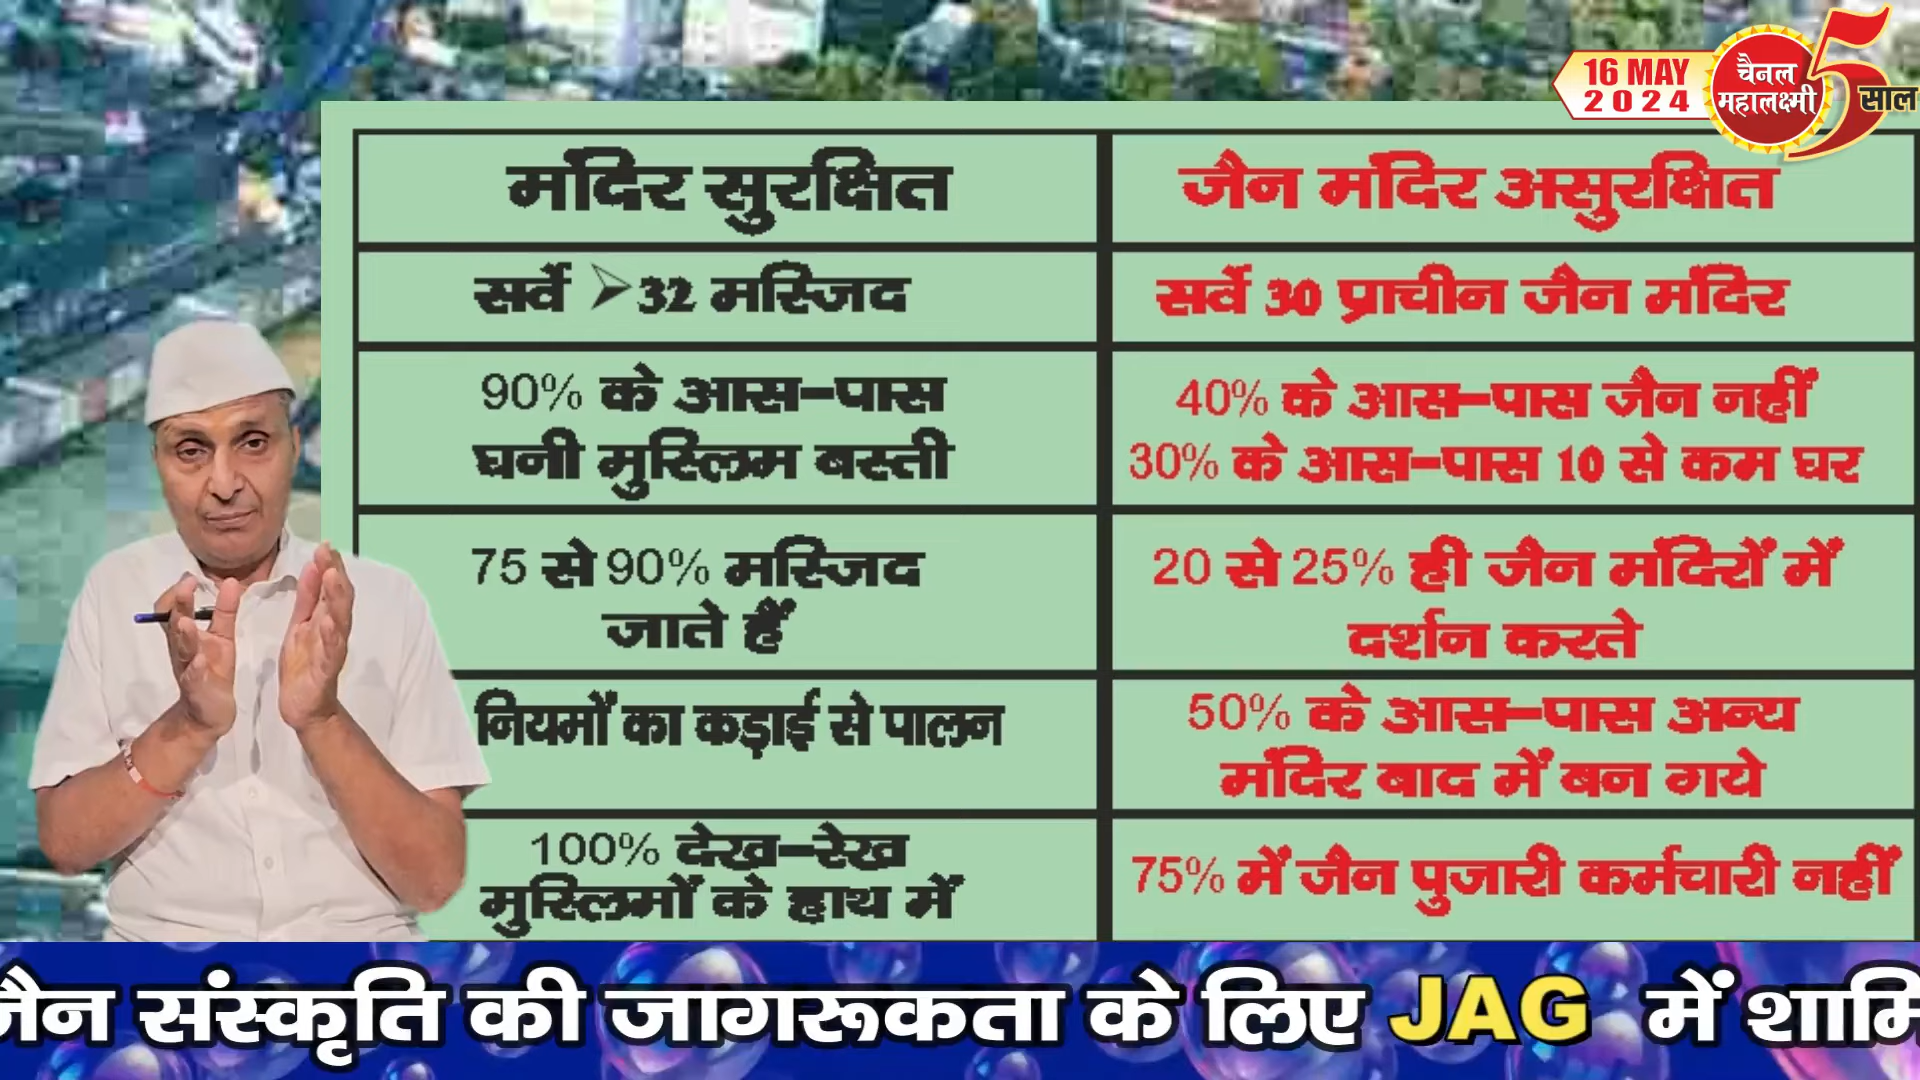 16 MAY
2024
चैनल
महालक्ष्मी
5
साल
मंदिर सुरक्षित
जैन मंदिर असुरक्षित
सर्वे ➢32 मस्जिद
सर्वे 30 प्राचीन जैन मंदिर
90% के आस-पास
घनी मुस्लिम बस्ती
40% के आस-पास जैन नहीं
30% के आस-पास 10 से कम घर
75 से 90% मस्जिद
जाते हैं
20 से 25% ही जैन मंदिरों में
दर्शन करते
नियमों का कड़ाई से पालन
50% के आस-पास अन्य
मंदिर बाद में बन गये
100% देख-रेख
मुस्लिमों के हाथ में
75% में जैन पुजारी कर्मचारी नहीं
जैन संस्कृति की जागरूकता के लिए JAG में शामि